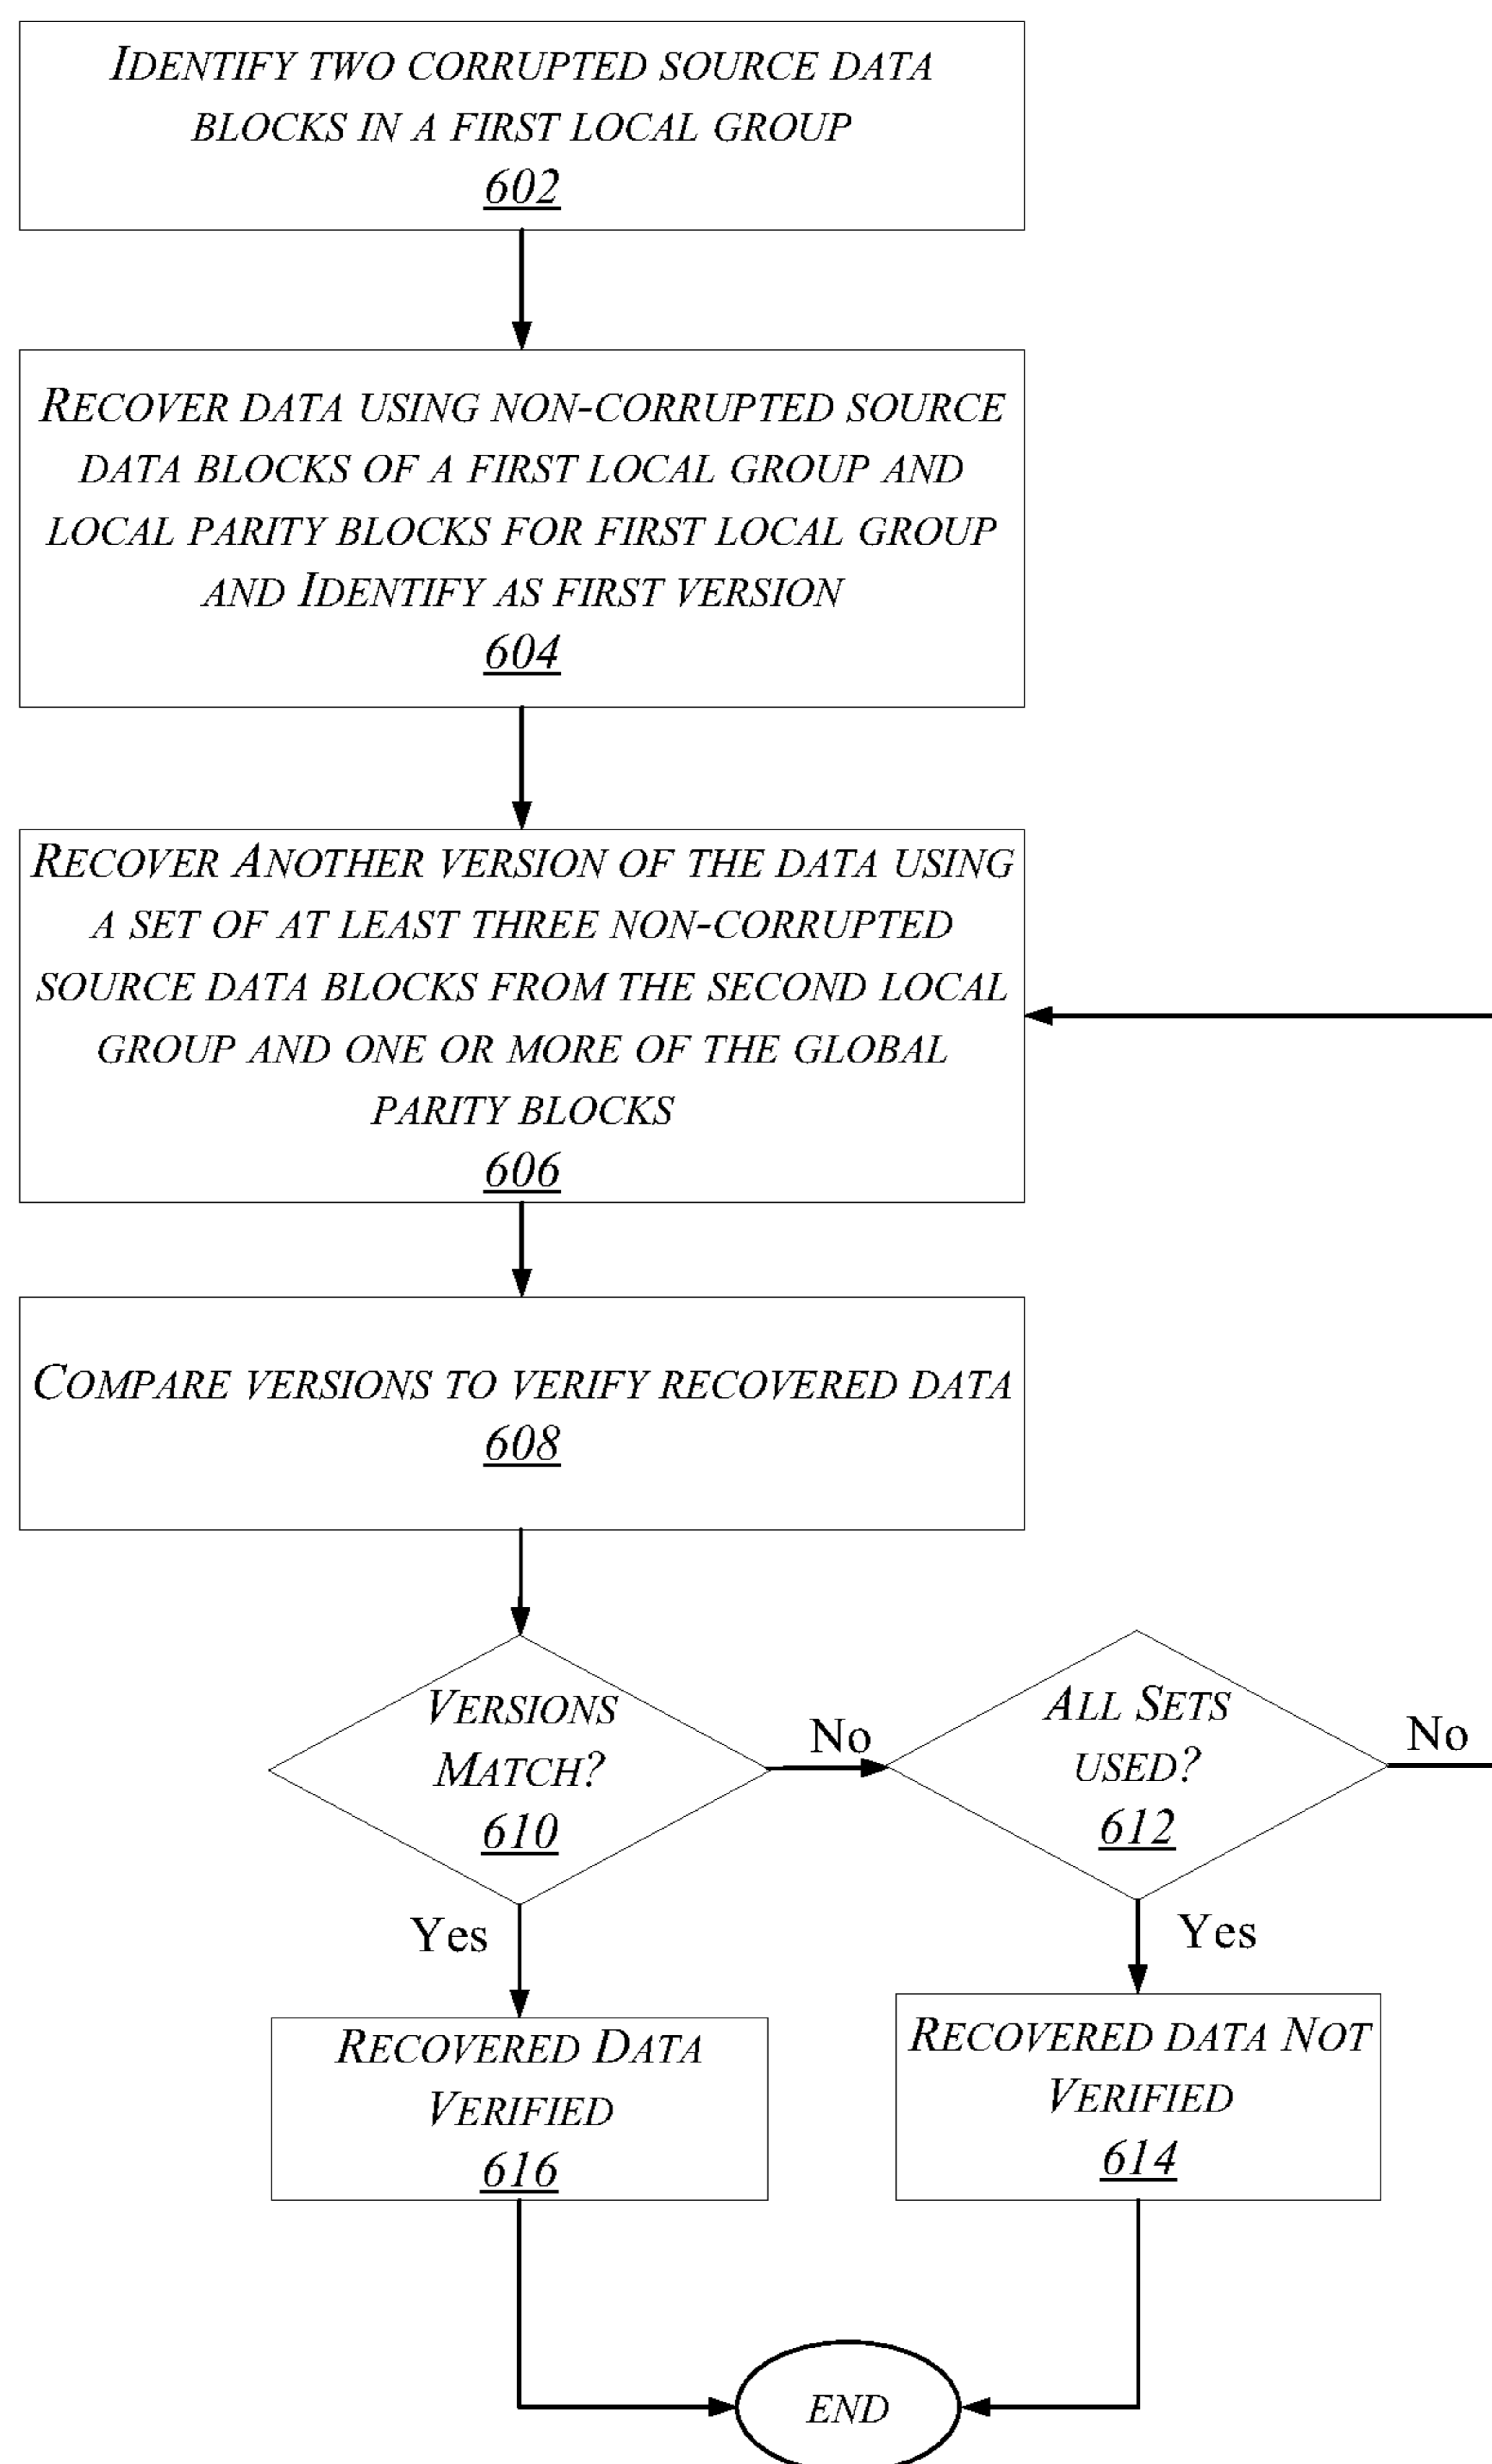 IDENTIFY TWO CORRUPTED SOURCE DATA
BLOCKS IN A FIRST LOCAL GROUP
602
RECOVER DATA USING NON-CORRUPTED SOURCE
DATA BLOCKS OF A FIRST LOCAL GROUP AND
LOCAL PARITY BLOCKS FOR FIRST LOCAL GROUP
AND IDENTIFY AS FIRST VERSION
604
RECOVER ANOTHER VERSION OF THE DATA USING
A SET OF AT LEAST THREE NON-CORRUPTED
SOURCE DATA BLOCKS FROM THE SECOND LOCAL
GROUP AND ONE OR MORE OF THE GLOBAL
PARITY BLOCKS
606
COMPARE VERSIONS TO VERIFY RECOVERED DATA
608
VERSIONS
MATCH?
610
No
ALL SETS
USED?
612
No
Yes
Yes
RECOVERED DATA
VERIFIED
616
RECOVERED DATA NOT
VERIFIED
614
END